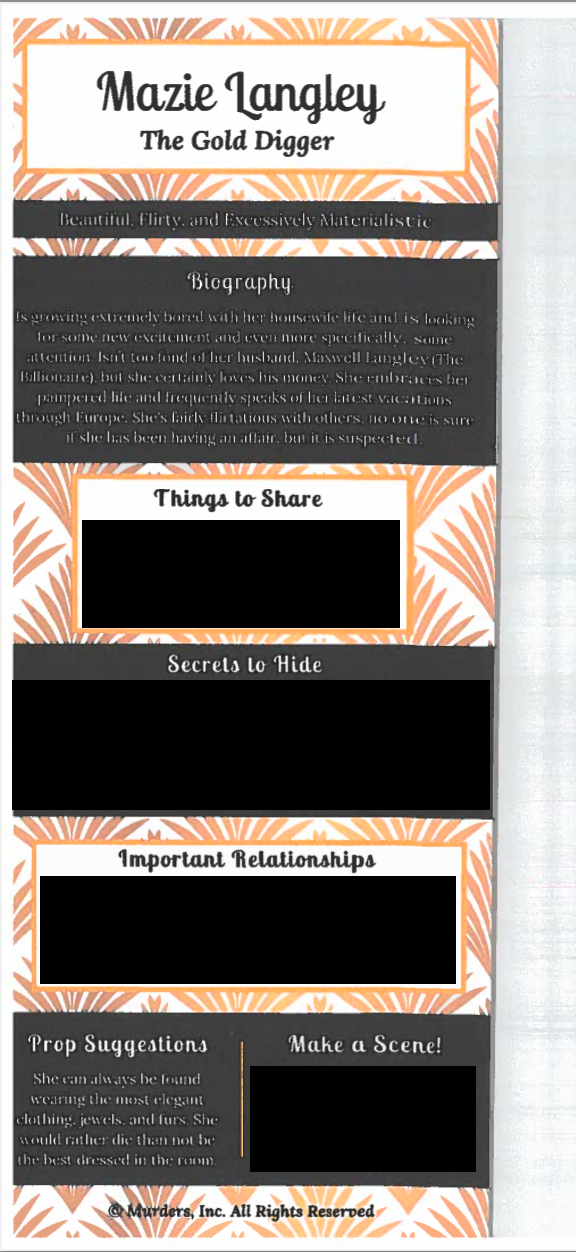 Mazie Langley
The Gold Digger
Beautiful, Flirty, and Excessively Materialistic
Biography
Is growing extremely bored with her housewife life and is looking
for some new excitement and even more specifically, some
attention. Isn't too fond of her husband, Maxwell Langley (The
Billionaire), but she certainly loves his money. She embraces her
pampered life and frequently speaks of her latest vacations
through Europe. She's fairly flirtatious with others, no one is sure
if she has been having an affair, but it is suspected.
Things to Share
Secrets to Hide
Important Relationships
Prop Suggestions
She can always be found
wearing the most elegant
clothing, jewels, and furs. She
would rather die than not be
the best dressed in the room.
Make a Scene!
© Murders, Inc. All Rights Reserved